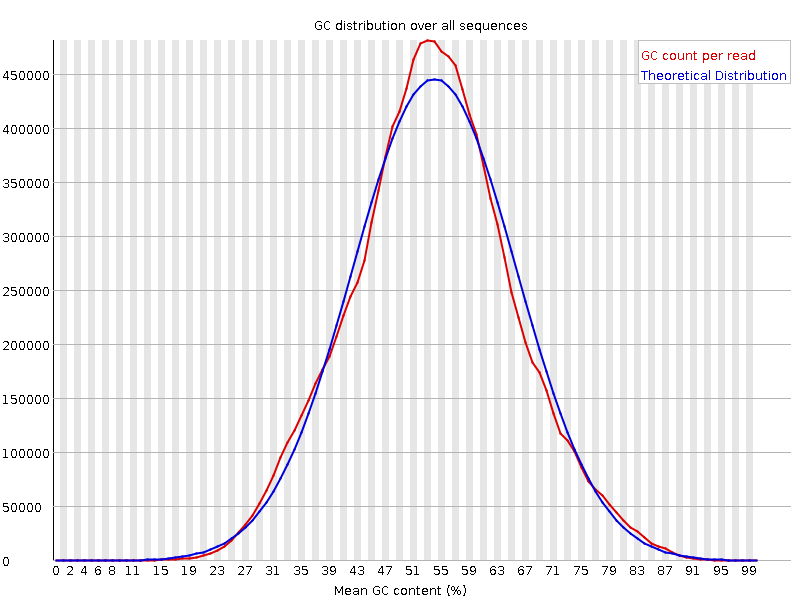 GC distribution over all sequences
GC count per read
Theoretical Distribution
450000
400000
350000
300000
250000
200000
150000
100000
50000
0
0 2 4 6 8 11 15 19 23 27 31 35 39 43 47 51 55 59 63 67 71 75 79 83 87 91 95 99
Mean GC content (%)